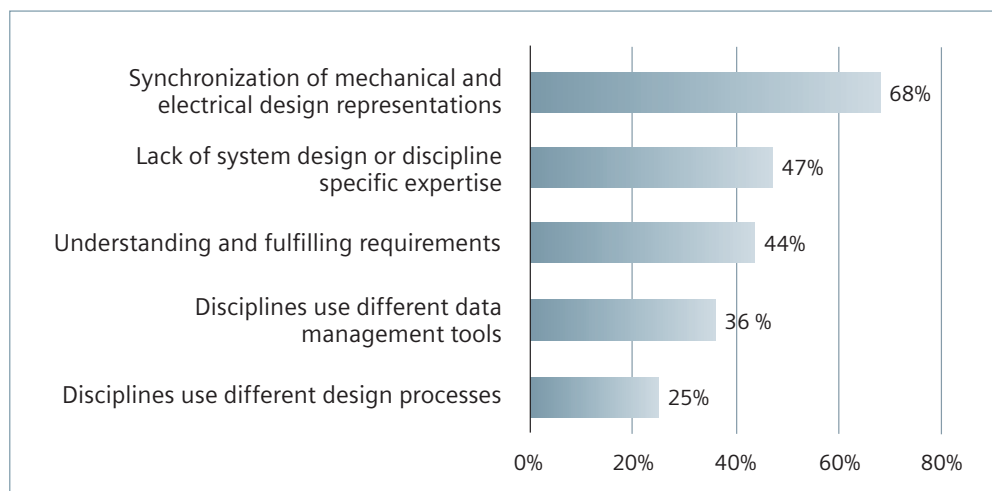 Synchronization of mechanical and
electrical design representations
68%
Lack of system design or discipline
specific expertise
47%
Understanding and fulfilling requirements
44%
Disciplines use different data
management tools
36 %
Disciplines use different design processes
25%
0%
20%
40%
60%
80%